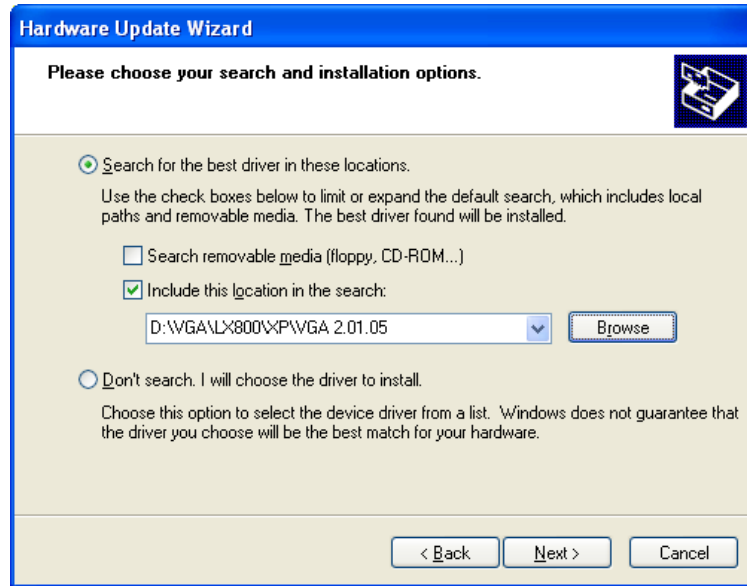 Hardware Update Wizard
Please choose your search and installation options.
Search for the best driver in these locations.
Use the check boxes below to limit or expand the default search, which includes local
paths and removable media. The best driver found will be installed.
Search removable media (floppy, CD-ROM...)
Include this location in the search:
D:\VGA\LX800\XP\VGA 2.01.05
Browse
Don't search. I will choose the driver to install.
Choose this option to select the device driver from a list. Windows does not guarantee that
the driver you choose will be the best match for your hardware.
< Back Next > Cancel